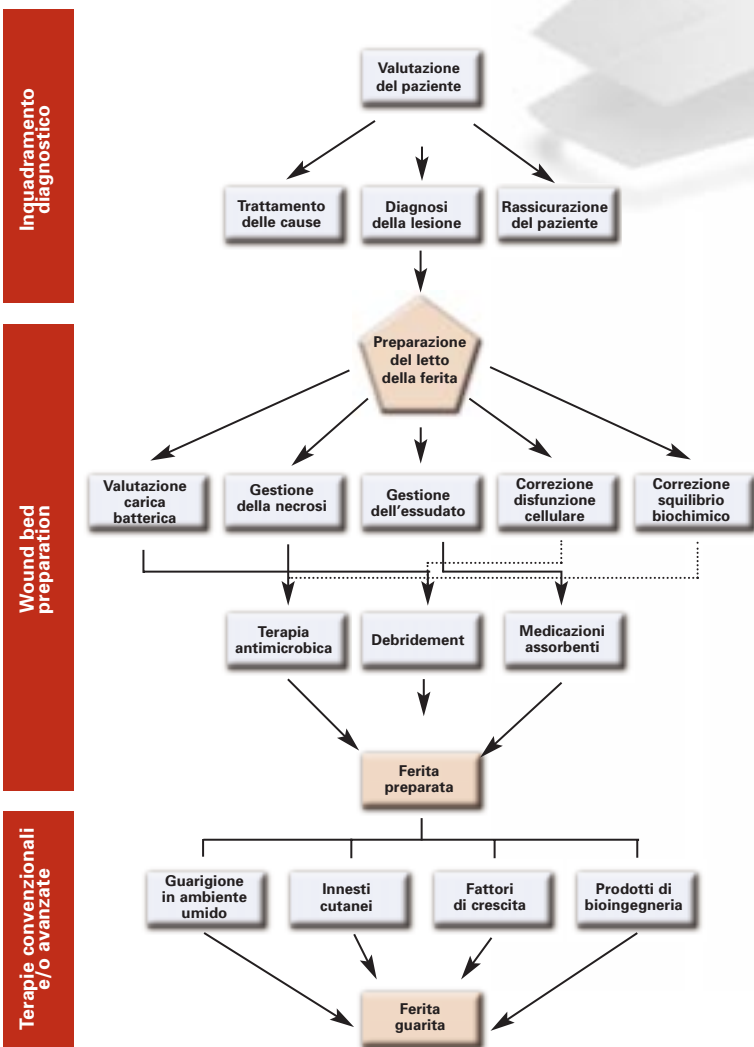 Inquadramento
diagnostico
Valutazione
del paziente
Trattamento
delle cause
Diagnosi
della lesione
Rassicurazione
del paziente
Wound bed
preparation
Preparazione
del letto
della ferita
Valutazione
carica
batterica
Gestione
della necrosi
Gestione
dell'essudato
Correzione
disfunzione
cellulare
Correzione
squilibrio
biochimico
Terapia
antimicrobica
Debridement
Medicazioni
assorbenti
Ferita
preparata
Terapie convenzionali
e/o avanzate
Guarigione
in ambiente
umido
Innesti
cutanei
Fattori
di crescita
Prodotti di
bioingegneria
Ferita
guarita